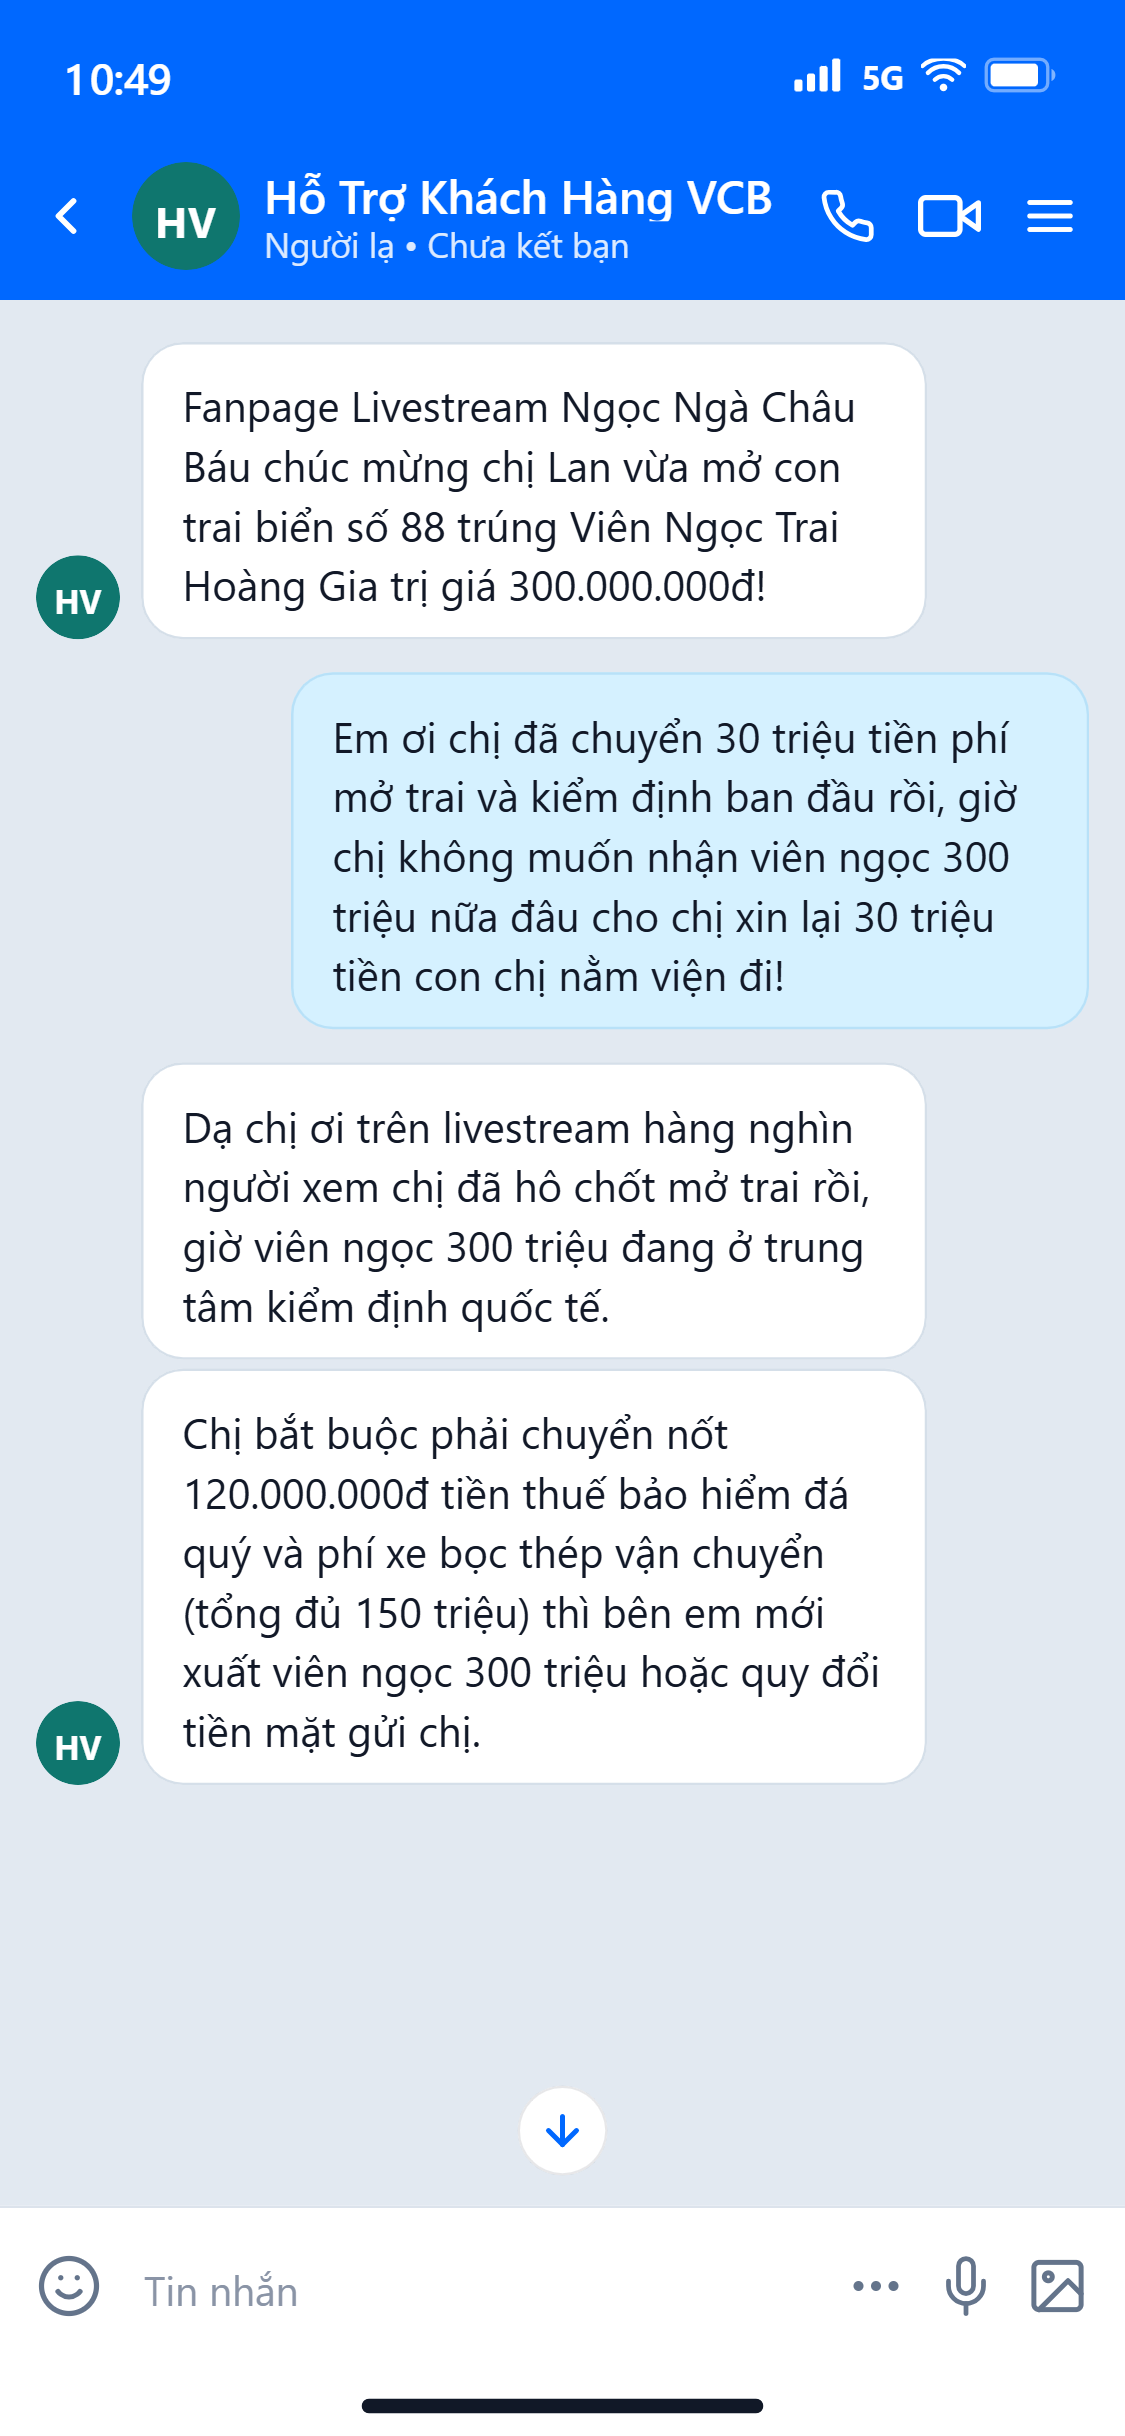 10:49
5G
HV
Hỗ Trợ Khách Hàng VCB
Người lạ • Chưa kết bạn
Fanpage Livestream Ngọc Ngà Châu
Báu chúc mừng chị Lan vừa mở con
trai biển số 88 trúng Viên Ngọc Trai
Hoàng Gia trị giá 300.000.000đ!
HV
Em ơi chị đã chuyển 30 triệu tiền phí
mở trai và kiểm định ban đầu rồi, giờ
chị không muốn nhận viên ngọc 300
triệu nữa đâu cho chị xin lại 30 triệu
tiền con chị nằm viện đi!
Dạ chị ơi trên livestream hàng nghìn
người xem chị đã hô chốt mở trai rồi,
giờ viên ngọc 300 triệu đang ở trung
tâm kiểm định quốc tế.
Chị bắt buộc phải chuyển nốt
120.000.000đ tiền thuế bảo hiểm đá
quý và phí xe bọc thép vận chuyển
(tổng đủ 150 triệu) thì bên em mới
xuất viên ngọc 300 triệu hoặc quy đổi
tiền mặt gửi chị.
HV
Tin nhắn